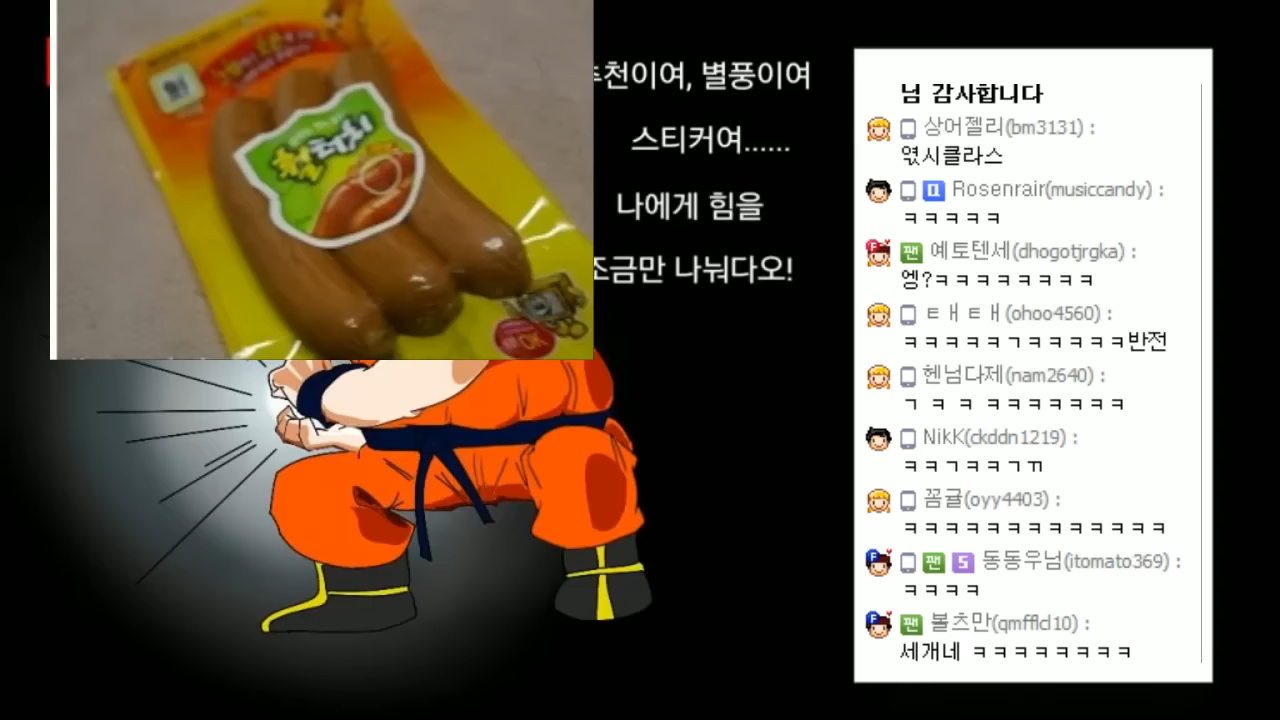 추천이여, 별풍이여
스티커여......
나에게 힘을
조금만 나눠다오!
님 감사합니다
상어젤리(bm3131) :
엯시클라스
Rosenrair(musiccandy) :
ㅋㅋㅋㅋㅋ
팬 예토텐세(dhogotjrgka) :
엥?ㅋㅋㅋㅋㅋㅋㅋㅋ
ㅌㅐㅌㅐ(ohoo4560) :
ㅋㅋㅋㅋㅋㄱㅋㅋㅋㅋㅋ반전
헨님다제(nam2640) :
ㄱ ㅋ ㅋ ㅋㅋㅋㅋㅋㅋㅋ
NikK(ckddn1219) :
ㅋㅋㄱㅋㅋㄱㄲ
꼼귤(oyy4403) :
ㅋㅋㅋㅋㅋㅋㅋㅋㅋㅋㅋㅋㅋ
팬 S 동동우님(itomato369) :
ㅋㅋㅋㅋ
팬 볼츠만(qmfflcl10) :
세개네 ㅋㅋㅋㅋㅋㅋㅋㅋ